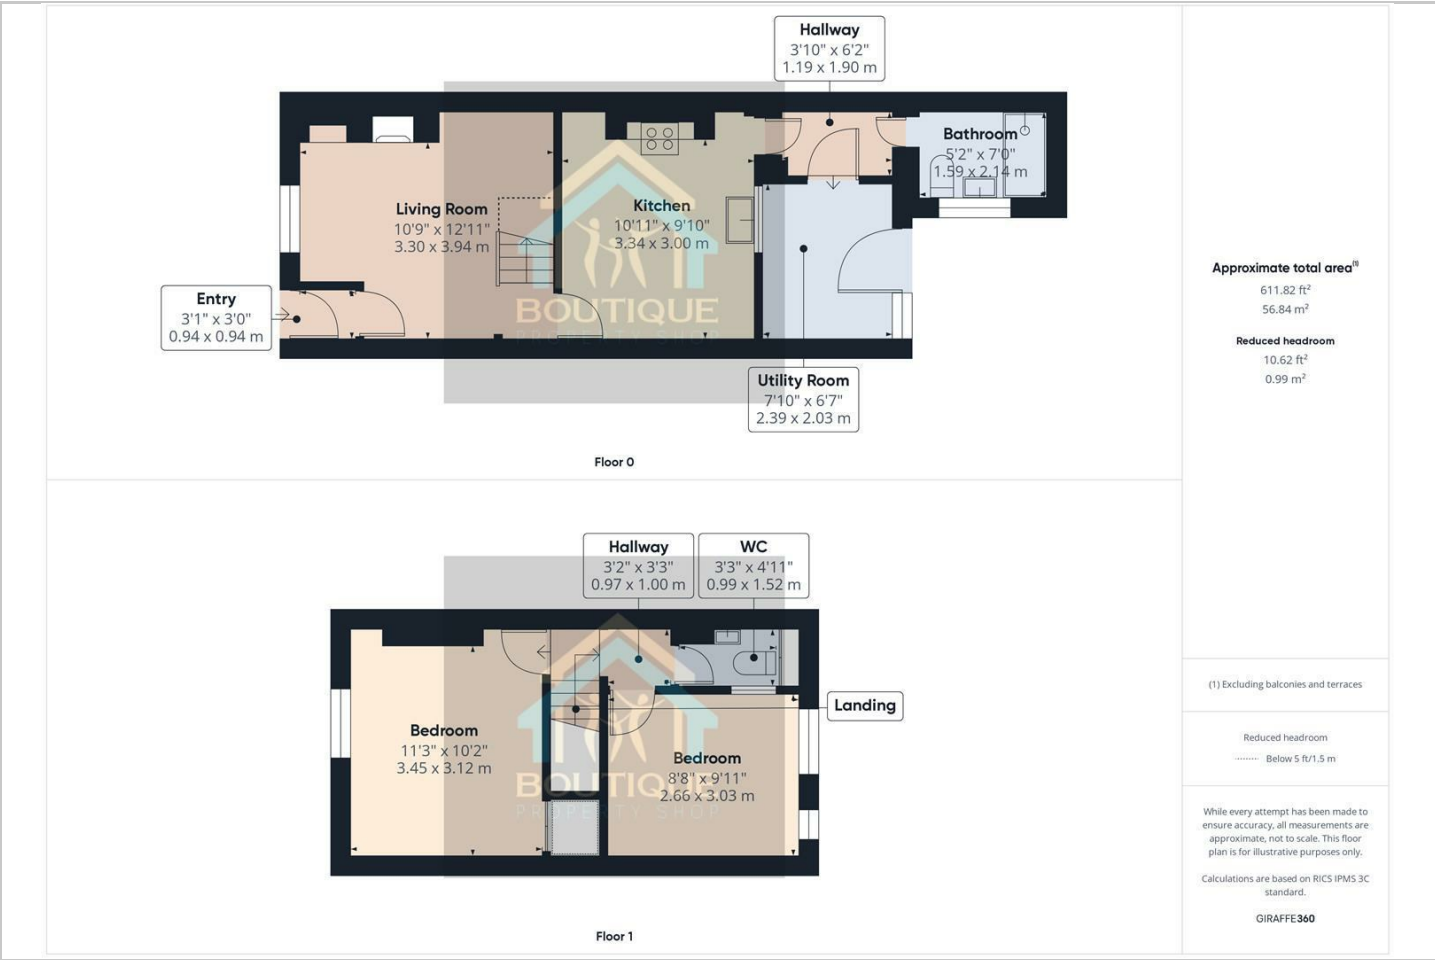 Hallway
3'10" x 6'2"
1.19 x 1.90 m
Bathroom
5'2" x 7'0"
1.59 x 2.14 m
Living Room
10'9" x 12'11"
3.30 x 3.94 m
Kitchen
10'11" x 9'10"
3.34 x 3.00 m
Entry
3'1" x 3'0"
0.94 x 0.94 m
BOUTIQUE
PROPERTY SHOP
Utility Room
7'10" x 6'7"
2.39 x 2.03 m
Floor 0
Hallway
3'2" x 3'3"
0.97 x 1.00 m
WC
3'3" x 4'11"
0.99 x 1.52 m
Landing
Bedroom
11'3" x 10'2"
3.45 x 3.12 m
Bedroom
8'8" x 9'11"
2.66 x 3.03 m
BOUTIQUE
PROPERTY SHOP
Floor 1
Approximate total area(1)
611.82 ft²
56.84 m²
Reduced headroom
10.62 ft²
0.99 m²
(1) Excluding balconies and terraces
Reduced headroom
Below 5 ft/1.5 m
While every attempt has been made to
ensure accuracy, all measurements are
approximate, not to scale. This floor
plan is for illustrative purposes only.
Calculations are based on RICS IPMS 3C
standard.
GIRAFFE360